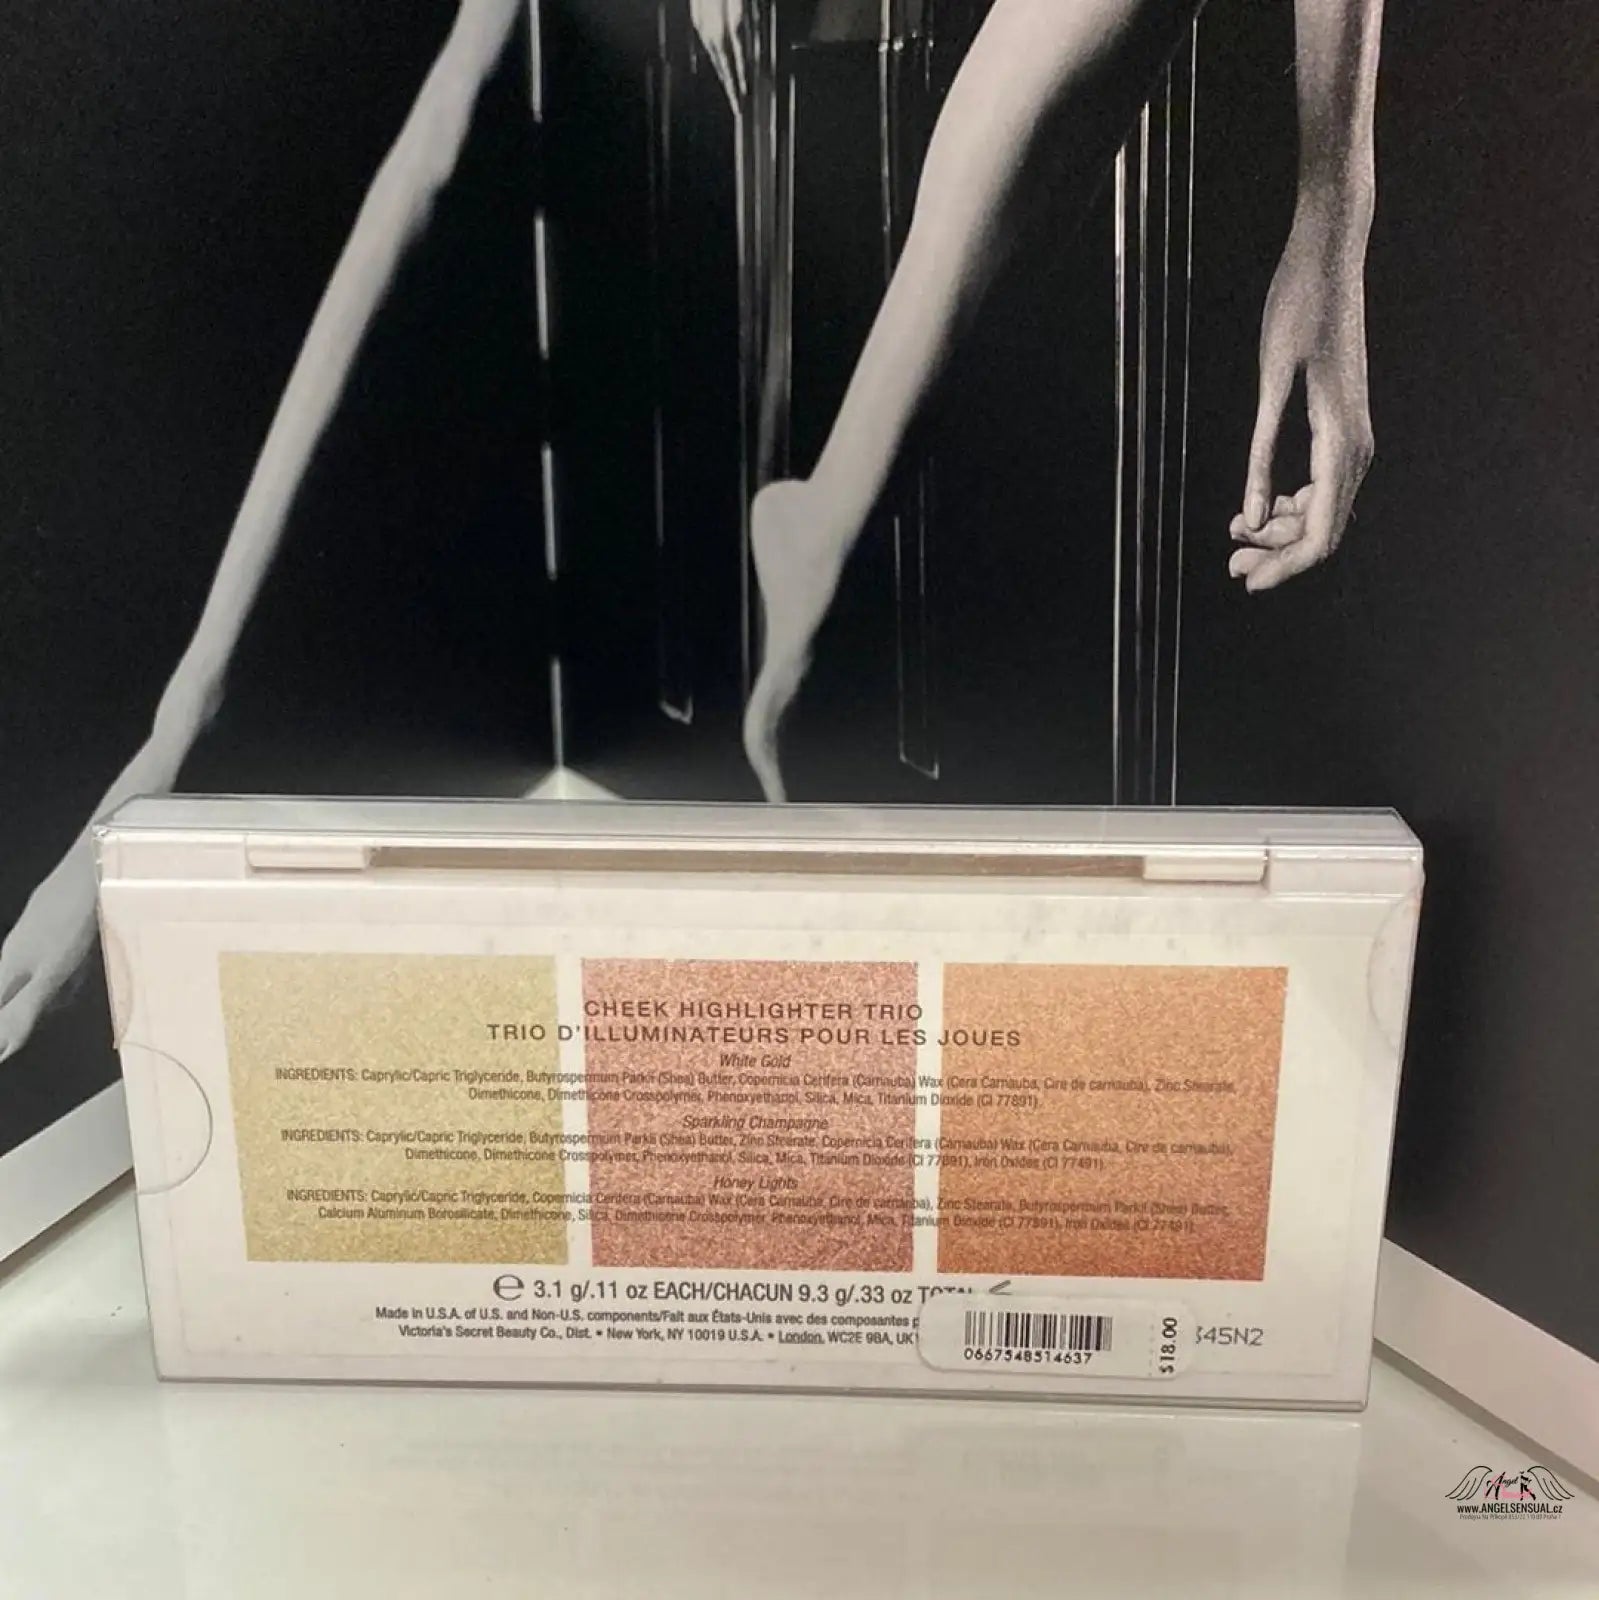 CHEEK HIGHLIGHTER TRIO
TRIO D'ILLUMINATEURS POUR LES JOUES
White Gold
INGREDIENTS: Caprylic/Capric Triglyceride, Butyrospermum Parkii (Shea) Butter, Copernicia Cerifera (Carnauba) Wax (Cera Carnauba, Cire de carnauba), Zinc Stearate,
Dimethicone, Dimethicone Crosspolymer, Phenoxyethanol, Silica, Mica, Titanium Dioxide (CI 77891).
Sparkling Champagne
INGREDIENTS: Caprylic/Capric Triglyceride, Butyrospermum Parkii (Shea) Butter, Zinc Stearate, Copernicia Cerifera (Carnauba) Wax (Cera Carnauba, Cire de carnauba),
Dimethicone, Dimethicone Crosspolymer, Phenoxyethanol, Silica, Mica, Titanium Dioxide (CI 77891), Iron Oxides (CI 77491).
Honey Lights
INGREDIENTS: Caprylic/Capric Triglyceride, Copernicia Cerifera (Carnauba) Wax (Cera Carnauba, Cire de carnauba), Zinc Stearate, Butyrospermum Parkii (Shea) Butter,
Calcium Aluminum Borosilicate, Dimethicone, Silica, Dimethicone Crosspolymer, Phenoxyethanol, Mica, Titanium Dioxide (CI 77891), Iron Oxides (CI 77491).
e 3.1 g/.11 oz EACH/CHACUN 9.3 g/.33 oz TOTAL
Made in U.S.A. of U.S. and Non-U.S. components/Fait aux États-Unis avec des composantes
Victoria's Secret Beauty Co., Dist. • New York, NY 10019 U.S.A. • London, WC2E 9BA, UK
0667548514637
$18.00
345N2
Angel
www.ANGELSENSUAL.cz